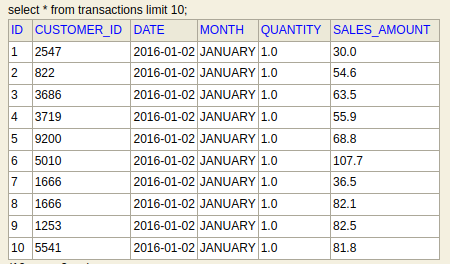 select * from transactions limit 10;
ID CUSTOMER_ID DATE MONTH QUANTITY SALES_AMOUNT
1 2547 2016-01-02 JANUARY 1.0 30.0
2 822 2016-01-02 JANUARY 1.0 54.6
3 3686 2016-01-02 JANUARY 1.0 63.5
4 3719 2016-01-02 JANUARY 1.0 55.9
5 9200 2016-01-02 JANUARY 1.0 68.8
6 5010 2016-01-02 JANUARY 1.0 107.7
7 1666 2016-01-02 JANUARY 1.0 36.5
8 1666 2016-01-02 JANUARY 1.0 82.1
9 1253 2016-01-02 JANUARY 1.0 82.5
10 5541 2016-01-02 JANUARY 1.0 81.8